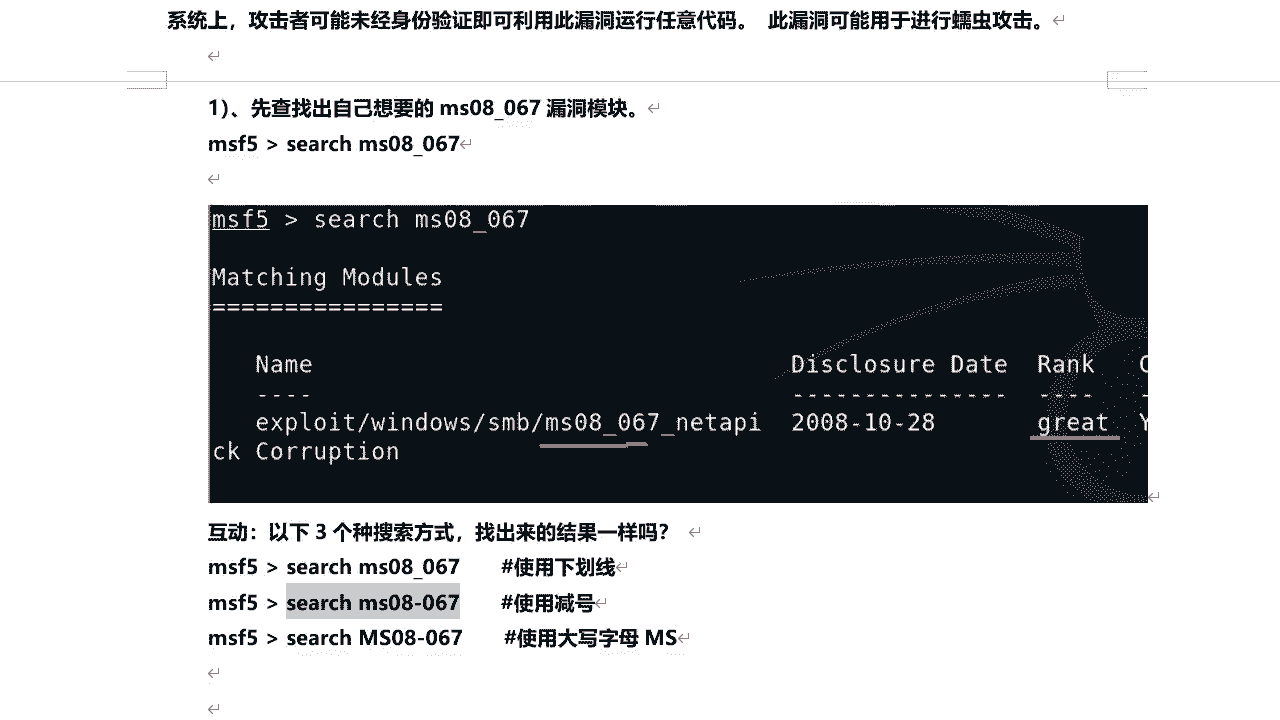 系统上，攻击者可能未经身份验证即可利用此漏洞运行任意代码。 此漏洞可能用于进行蠕虫攻击。
1)、先查找出自己想要的 ms08_067 漏洞模块。
msf5 > search ms08_067
msf5 > search ms08_067
Matching Modules
================
Name Disclosure Date Rank C
---- --------------- ---- -
exploit/windows/smb/ms08_067_netapi 2008-10-28 great Y
ck Corruption
互动：以下 3 个种搜索方式，找出来的结果一样吗？
msf5 > search ms08_067 #使用下划线
msf5 > search ms08-067 #使用减号
msf5 > search MS08-067 #使用大写字母 MS